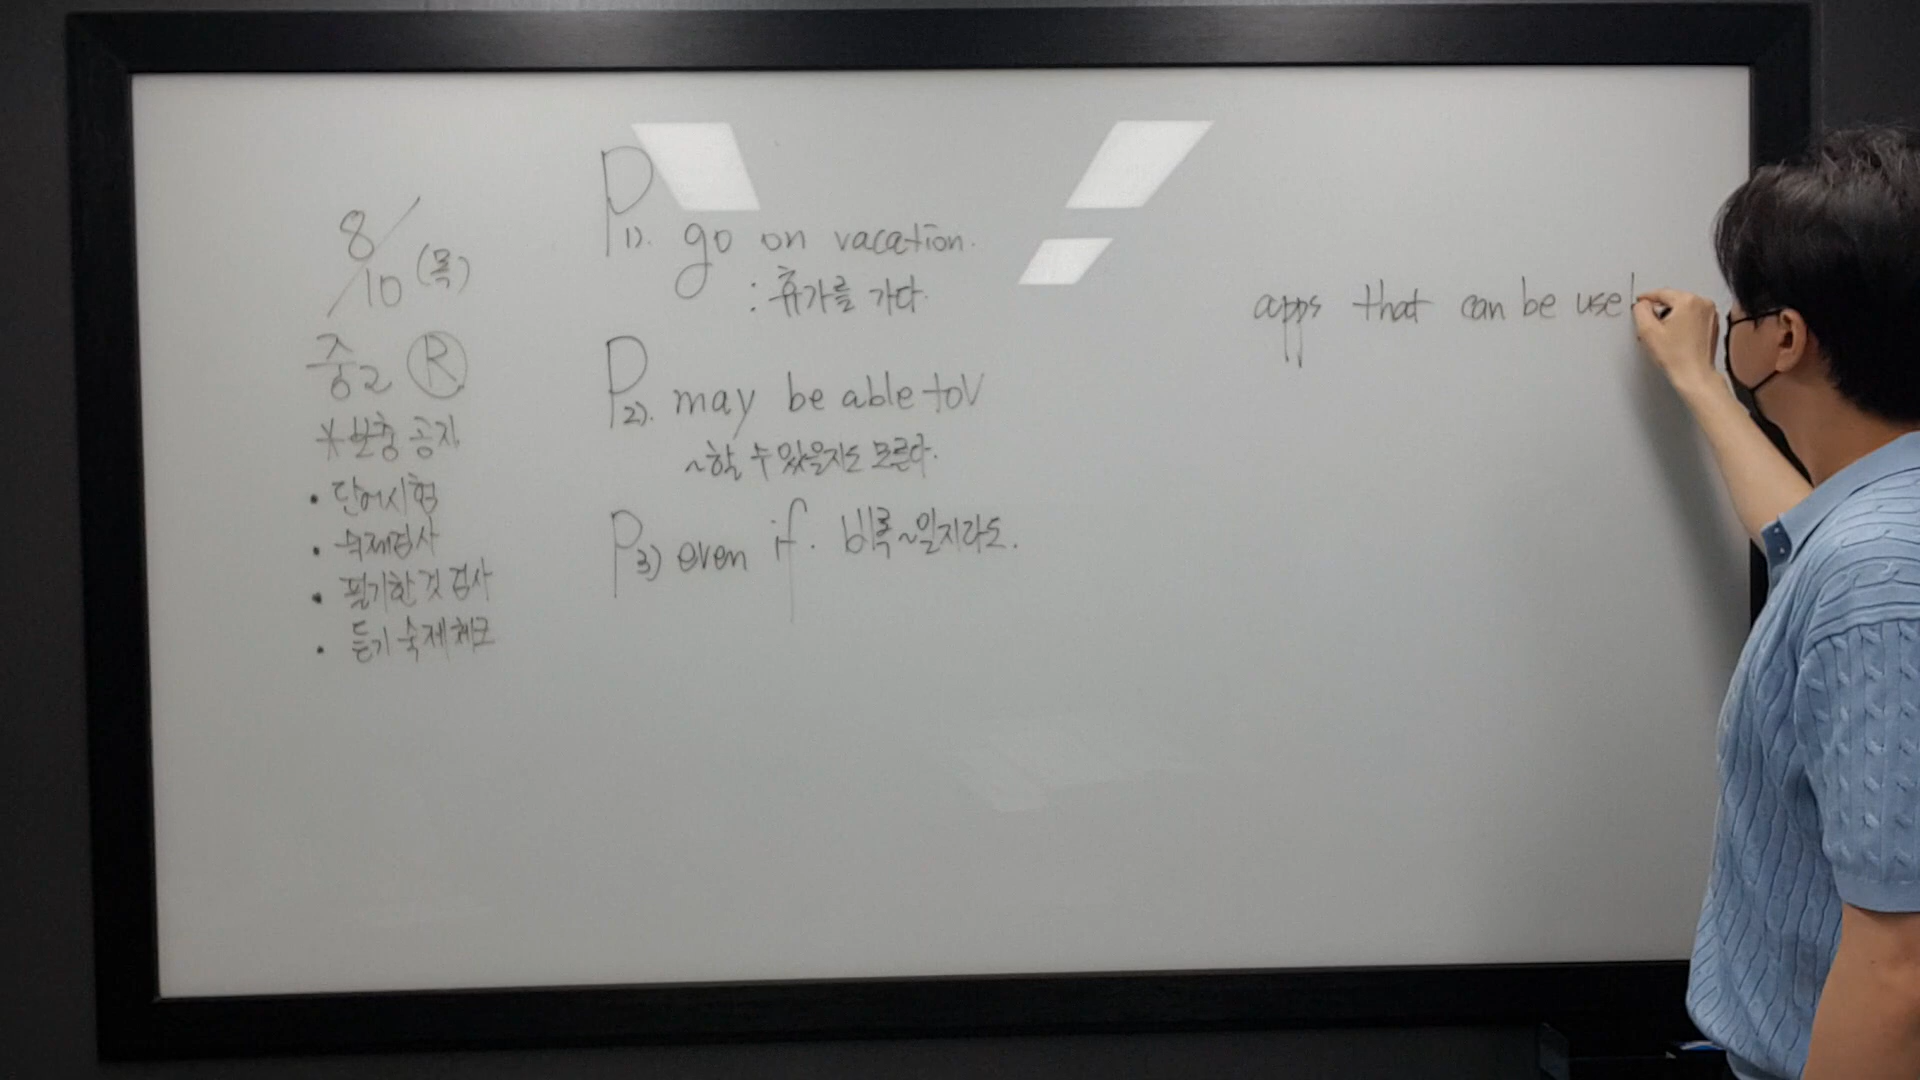 8/10 (목)
중2 Ⓡ
* 보충 공지
• 단어시험
• 숙제검사
• 필기한 것 검사
• 듣기 숙제 체크
P1). go on vacation.
: 휴가를 가다.
P2). may be able to V
~할 수 있을지도 모른다.
P3) even if. 비록 ~일지라도.
apps that can be use